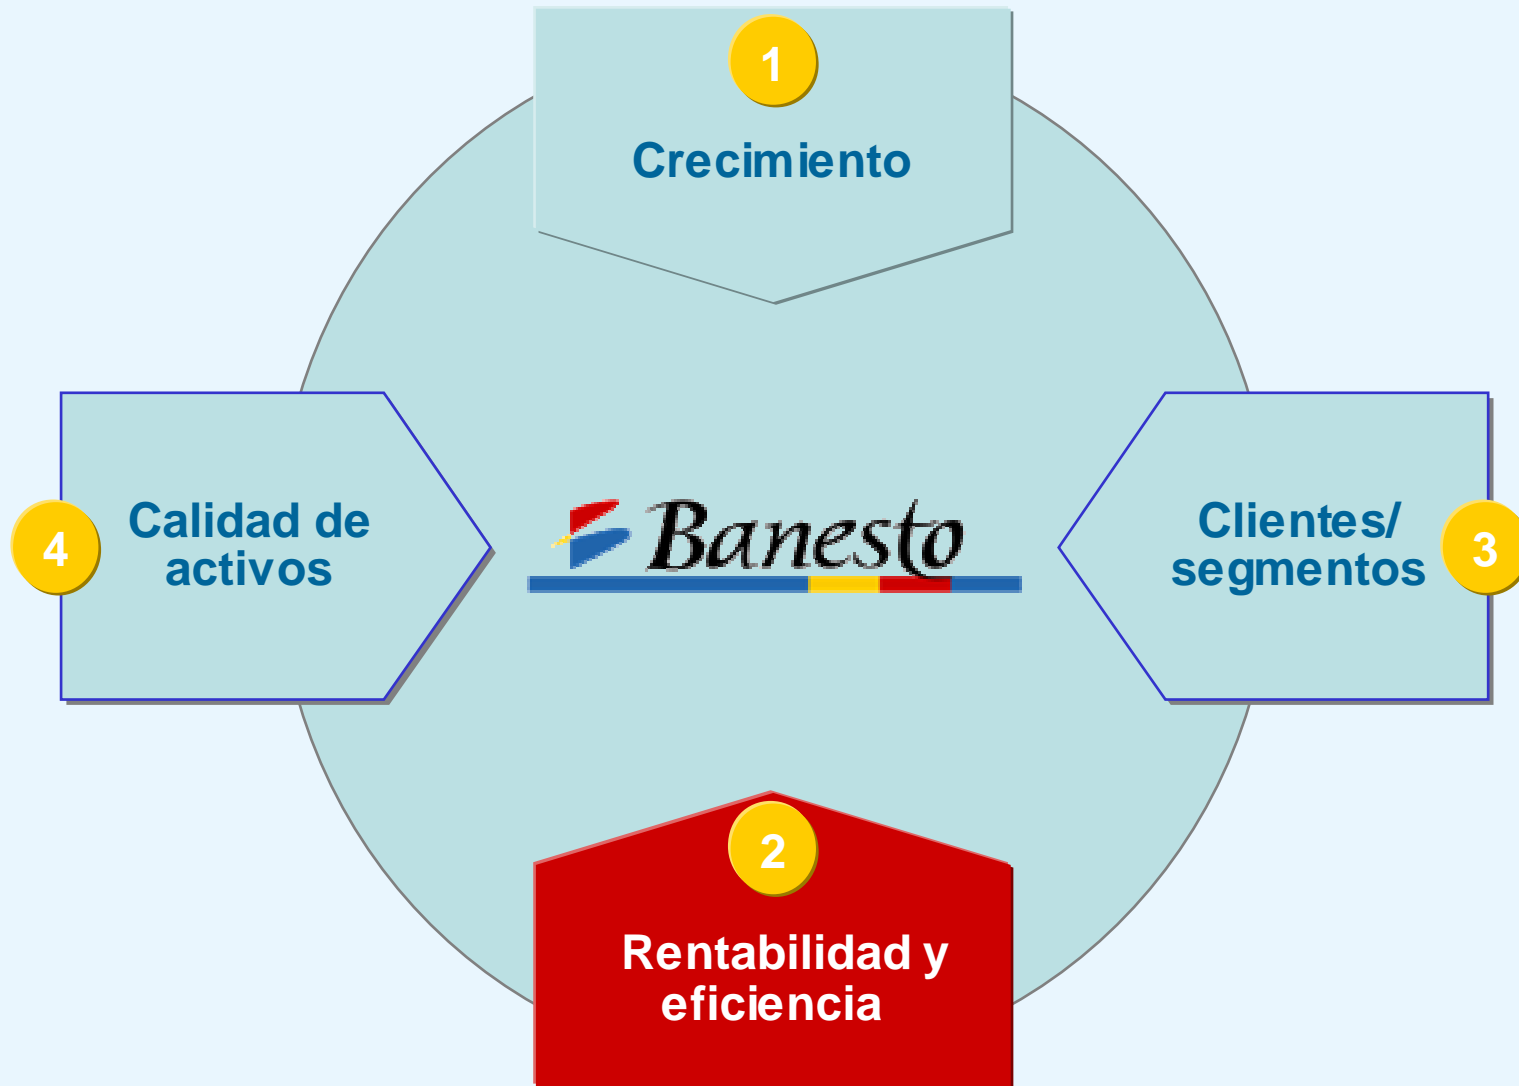 1
Crecimiento
4
Calidad de
activos
Banesto
Clientes/
segmentos
3
2
Rentabilidad y
eficiencia